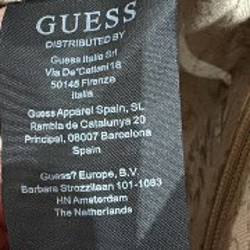 GUESS
DISTRIBUTED BY
Guess Italia Srl
Via De'Cattani 18
50145 Firenze
Italia
Guess Apparel Spain, SL
Rambla de Catalunya 20
Principal, 08007 Barcelona
Spain
Guess? Europe, B.V.
Barbara Strozzilaan 101-1083
HN Amsterdam
The Netherlands